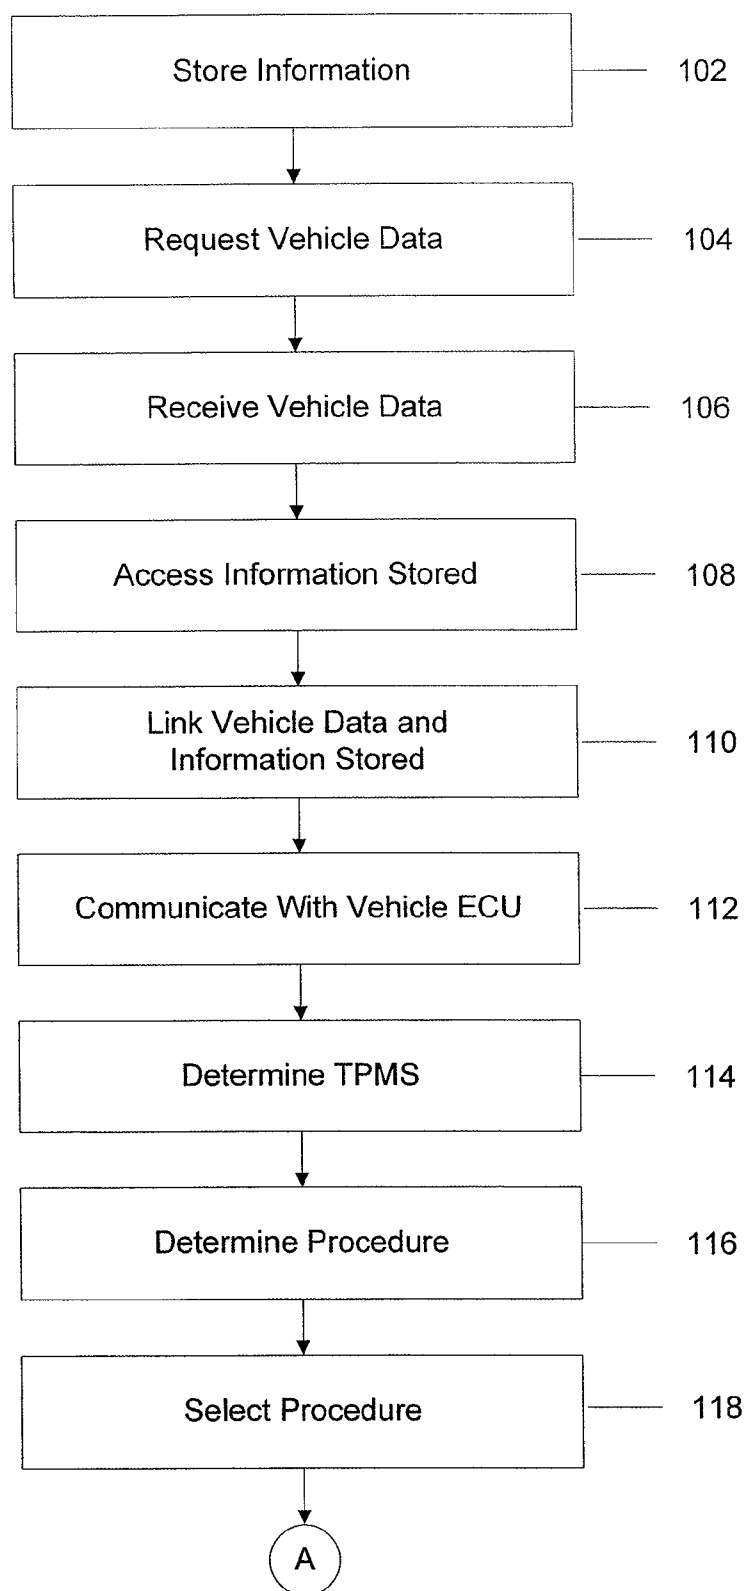 Store Information
102
Request Vehicle Data
104
Receive Vehicle Data
106
Access Information Stored
108
Link Vehicle Data and
Information Stored
110
Communicate With Vehicle ECU
112
Determine TPMS
114
Determine Procedure
116
Select Procedure
118
A